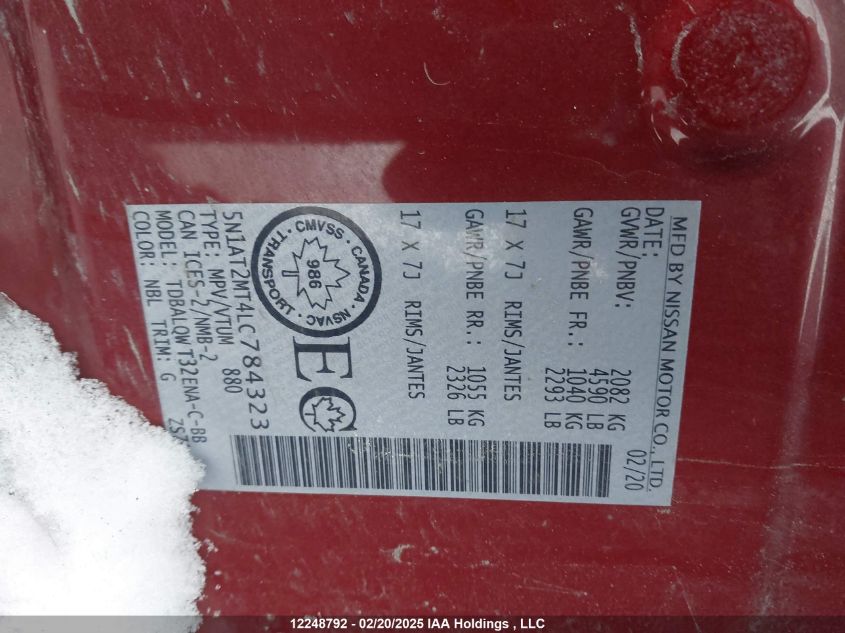 MFD BY NISSAN MOTOR CO., LTD.
DATE: 02/20
GVWR/PNBV: 2082 KG
4590 LB
GAWR/PNBE FR.: 1040 KG
2293 LB
17 X 7J RIMS/JANTES
GAWR/PNBE RR.: 1055 KG
2326 LB
17 X 7J RIMS/JANTES
CMVSS · CANADA · NSVAC · TRANSPORT
986
EC
5N1AT2MT4LC784323
TYPE: MPV/VTUM 880
CAN ICES-2/NMB-2
MODEL: TDBALQWT32ENA-C-BB
COLOR: NBL TRIM: G
12248792 - 02/20/2025 IAA Holdings , LLC